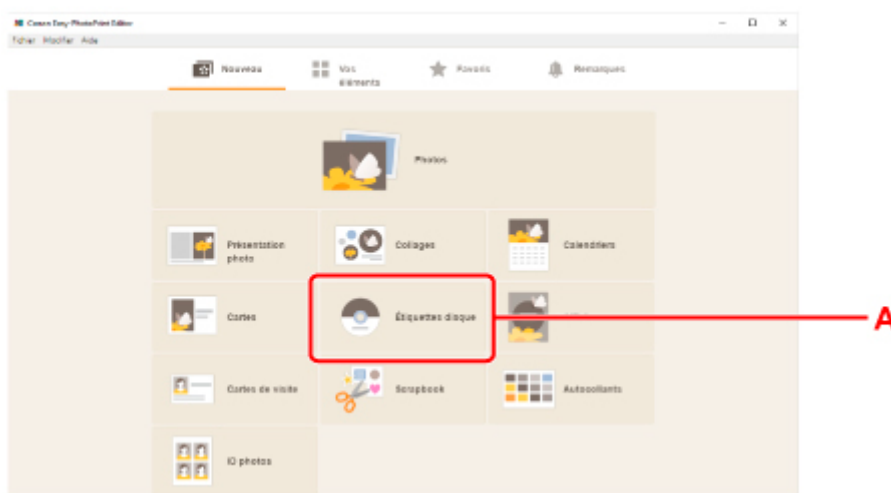 Canon Easy-PhotoPrint Editor
Fichier Modifier Aide
Nouveau
Vos
éléments
Favoris
Remarques
Photos
Présentation
photo
Collages
Calendriers
Cartes
Étiquettes disque
A
Cartes de visite
Scrapbook
Autocollants
ID photos